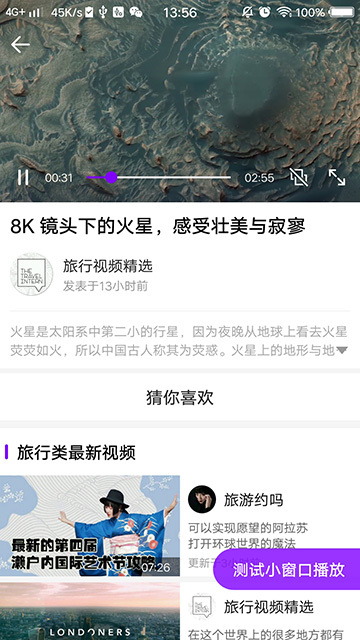 4G+ 45K/s 13:56 100%
00:31 02:55
8K 镜头下的火星，感受壮美与寂寥
THE TRAVEL INTERN
旅行视频精选
发表于13小时前
火星是太阳系中第二小的行星，因为夜晚从地球上看去火星
荧荧如火，所以中国古人称其为荧惑。火星上的地形与地
猜你喜欢
旅行类最新视频
最新的第四届
濑户内国际艺术节攻略
07:26
旅游约吗
可以实现愿望的阿拉苏
打开环球世界的魔法
更新于3小时前
测试小窗口播放
LONDONERS
旅行视频精选
在这个世界上的很多地方都有